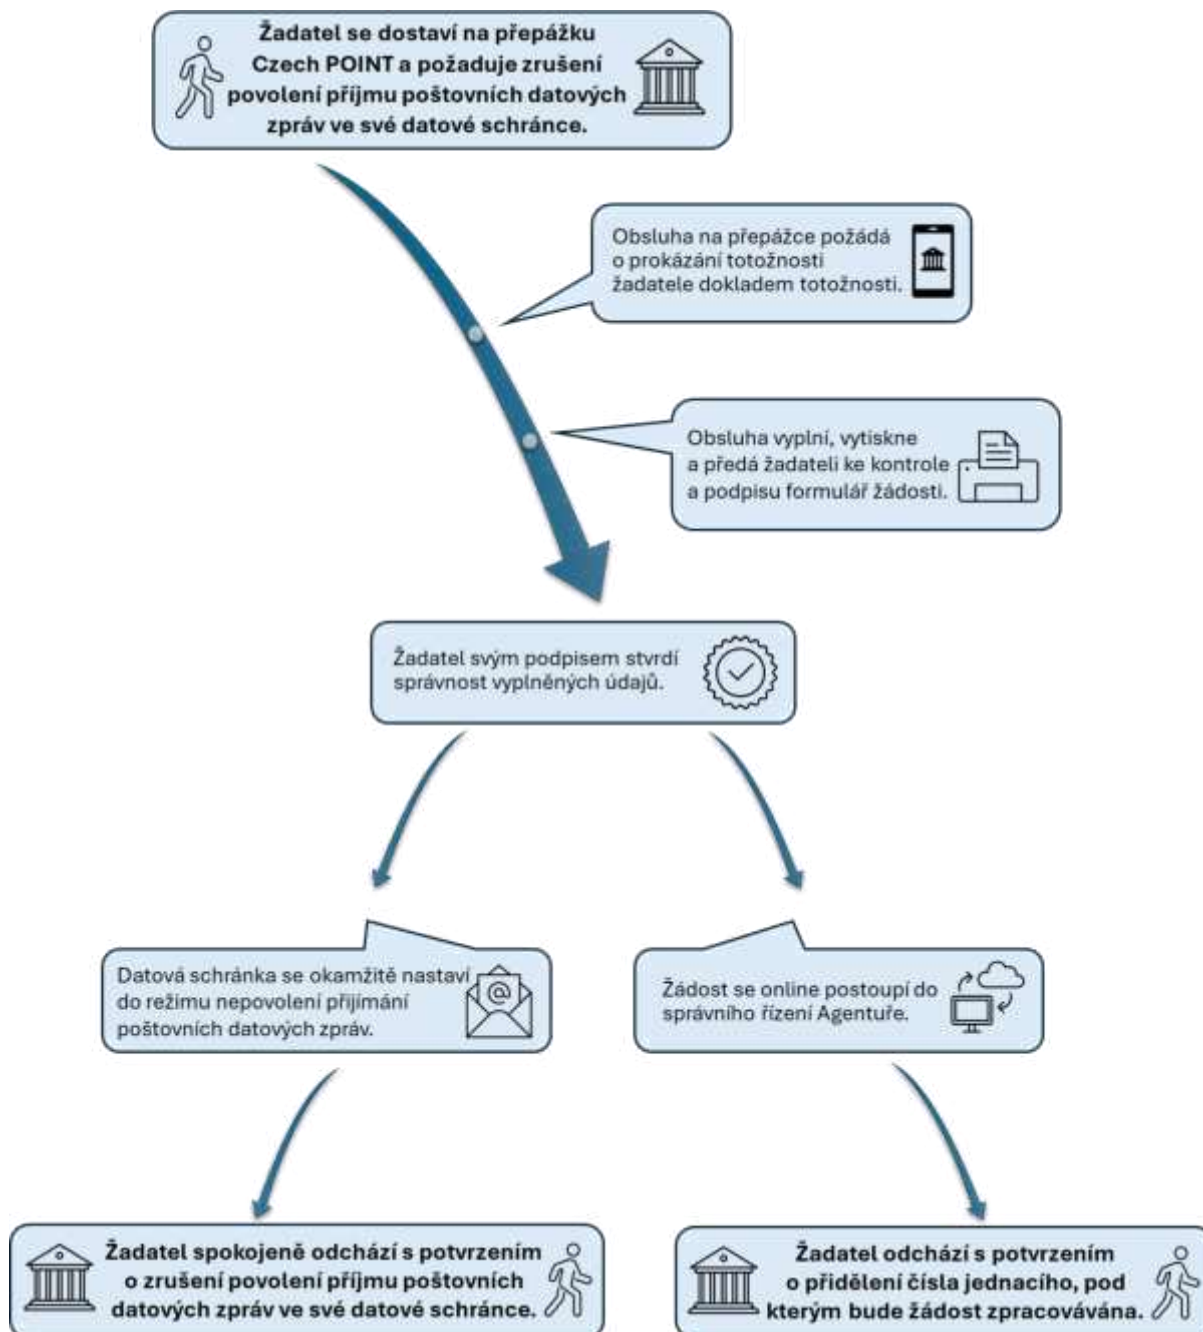 Žadatel se dostaví na přepážku
Czech POINT a požaduje zrušení
povolení příjmu poštovních datových
zpráv ve své datové schránce.
Obsluha na přepážce požádá
o prokázání totožnosti
žadatele dokladem totožnosti.
Obsluha vyplní, vytiskne
a předá žadateli ke kontrole
a podpisu formulář žádosti.
Žadatel svým podpisem stvrdí
správnost vyplněných údajů.
Datová schránka se okamžitě nastaví
do režimu nepovolení přijímání
poštovních datových zpráv.
Žádost se online postoupí do
správního řízení Agentuře.
Žadatel spokojeně odchází s potvrzením
o zrušení povolení příjmu poštovních
datových zpráv ve své datové schránce.
Žadatel odchází s potvrzením
o přidělení čísla jednacího, pod
kterým bude žádost zpracovávána.